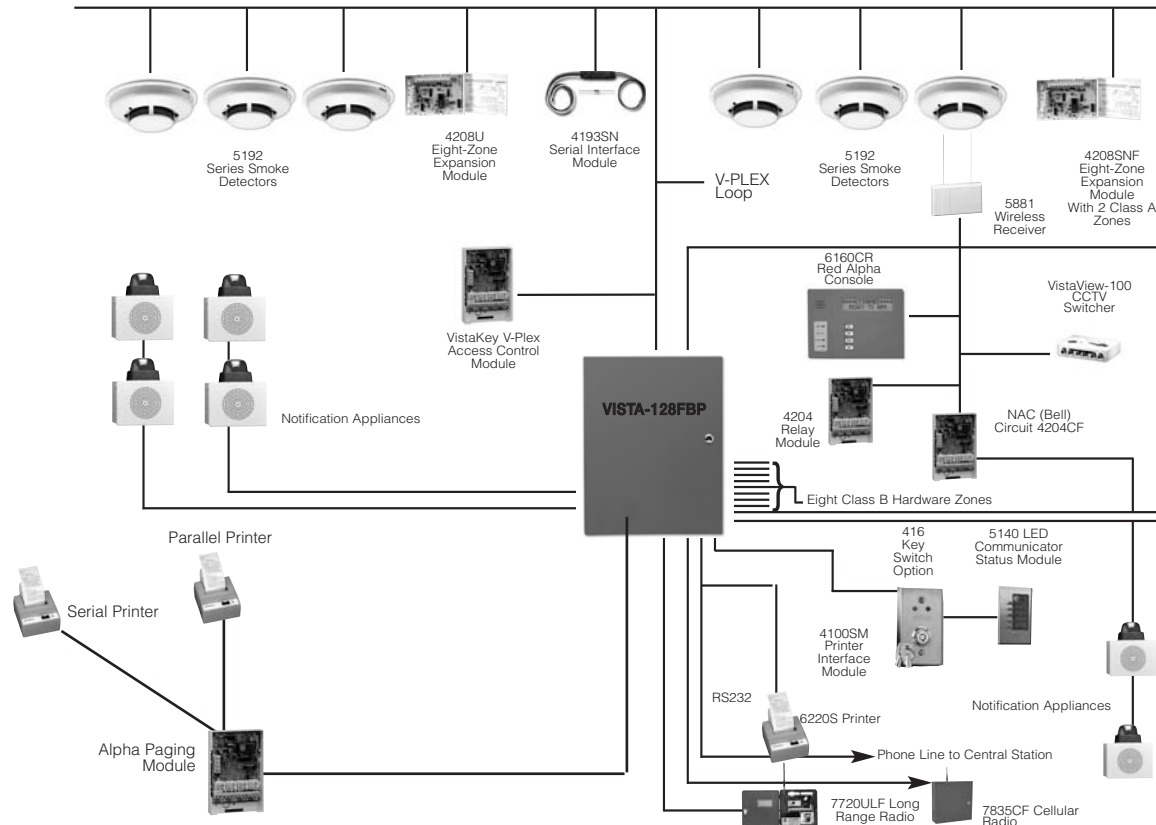 5192
Series Smoke
Detectors
4208U
Eight-Zone
Expansion
Module
4193SN
Serial Interface
Module
V-PLEX
Loop
5192
Series Smoke
Detectors
5881
Wireless
Receiver
4208SNF
Eight-Zone
Expansion
Module
With 2 Class A
Zones
6160CR
Red Alpha
Console
VistaView-100
CCTV
Switcher
VistaKey V-Plex
Access Control
Module
Notification Appliances
VISTA-128FBP
4204
Relay
Module
NAC (Bell)
Circuit 4204CF
Eight Class B Hardware Zones
Parallel Printer
Serial Printer
416
Key
Switch
Option
5140 LED
Communicator
Status Module
4100SM
Printer
Interface
Module
RS232
6220S Printer
Notification Appliances
Alpha Paging
Module
Phone Line to Central Station
7720ULF Long
Range Radio
7835CF Cellular
Radio